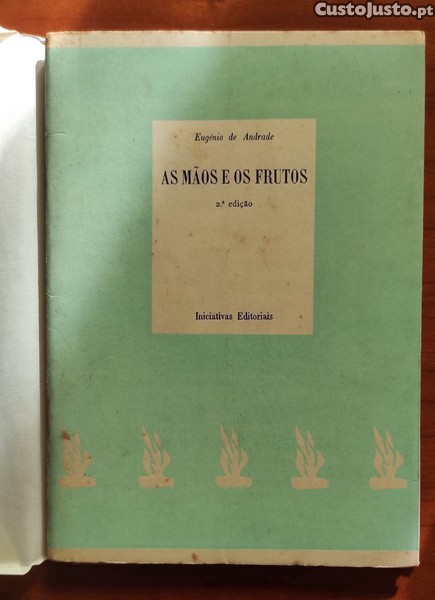 CustoJusto.pt
Eugénio de Andrade
AS MÃOS E OS FRUTOS
2.ª edição
Iniciativas Editoriais